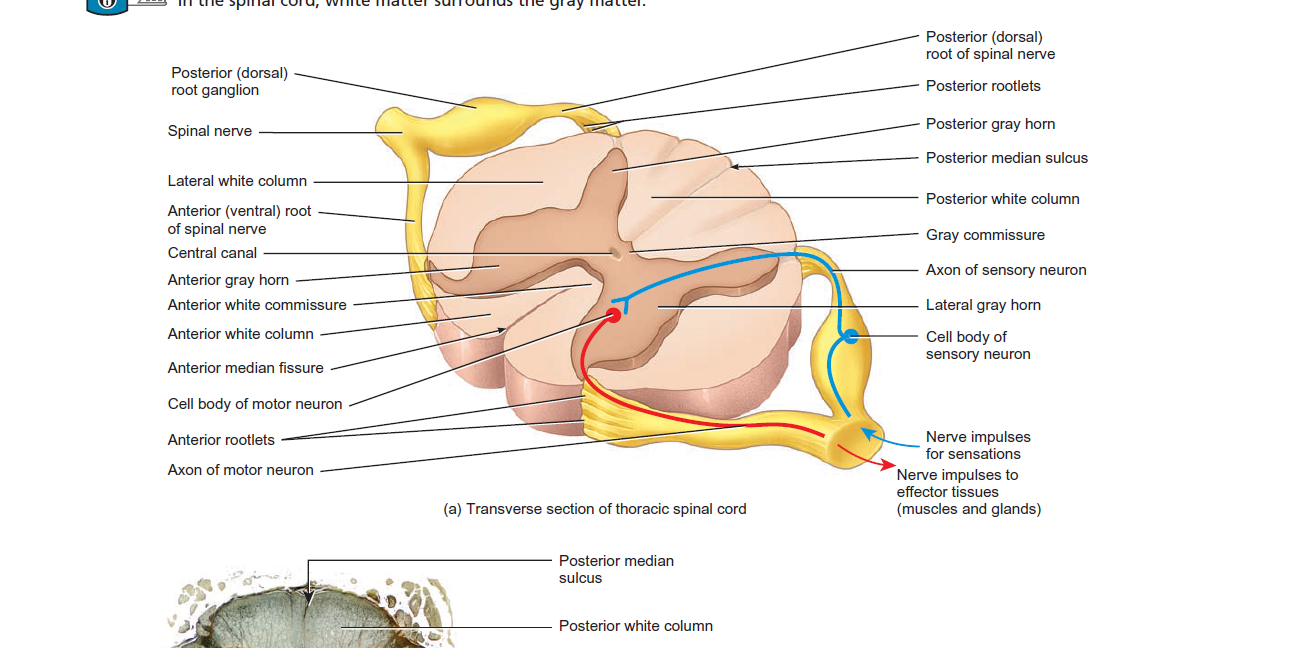 In the spinal cord, white matter surrounds the gray matter.
Posterior (dorsal)
root ganglion
Spinal nerve
Lateral white column
Anterior (ventral) root
of spinal nerve
Central canal
Anterior gray horn
Anterior white commissure
Anterior white column
Anterior median fissure
Cell body of motor neuron
Anterior rootlets
Axon of motor neuron
Posterior (dorsal)
root of spinal nerve
Posterior rootlets
Posterior gray horn
Posterior median sulcus
Posterior white column
Gray commissure
Axon of sensory neuron
Lateral gray horn
Cell body of
sensory neuron
Nerve impulses
for sensations
Nerve impulses to
effector tissues
(muscles and glands)
(a) Transverse section of thoracic spinal cord
Posterior median
sulcus
Posterior white column